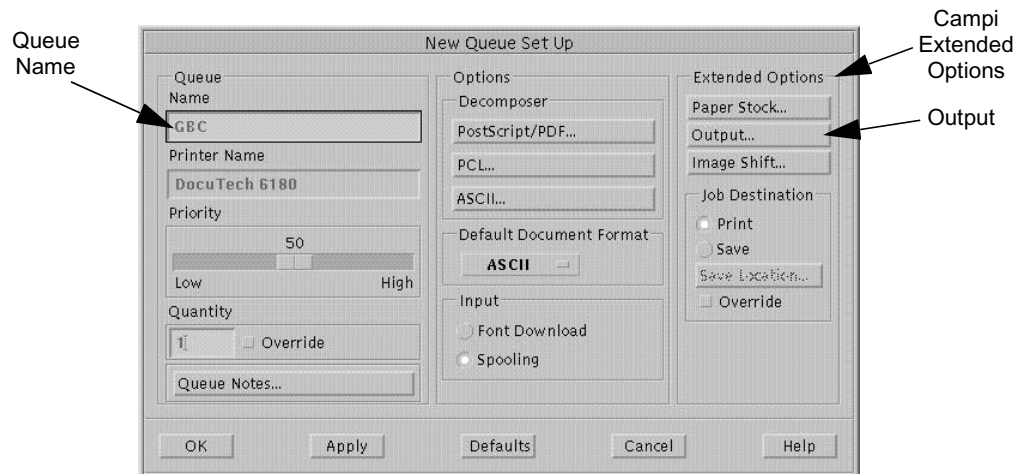 Queue
Name
Campi
Extended
Options
Output
New Queue Set Up
Queue
Name
GBC
Printer Name
DocuTech 6180
Priority
50
Low High
Quantity
1 Override
Queue Notes...
Options
Decomposer
PostScript/PDF...
PCL...
ASCII...
Default Document Format
ASCII
Input
Font Download
Spooling
Extended Options
Paper Stock...
Output...
Image Shift...
Job Destination
Print
Save
Save Location...
Override
OK Apply Defaults Cancel Help